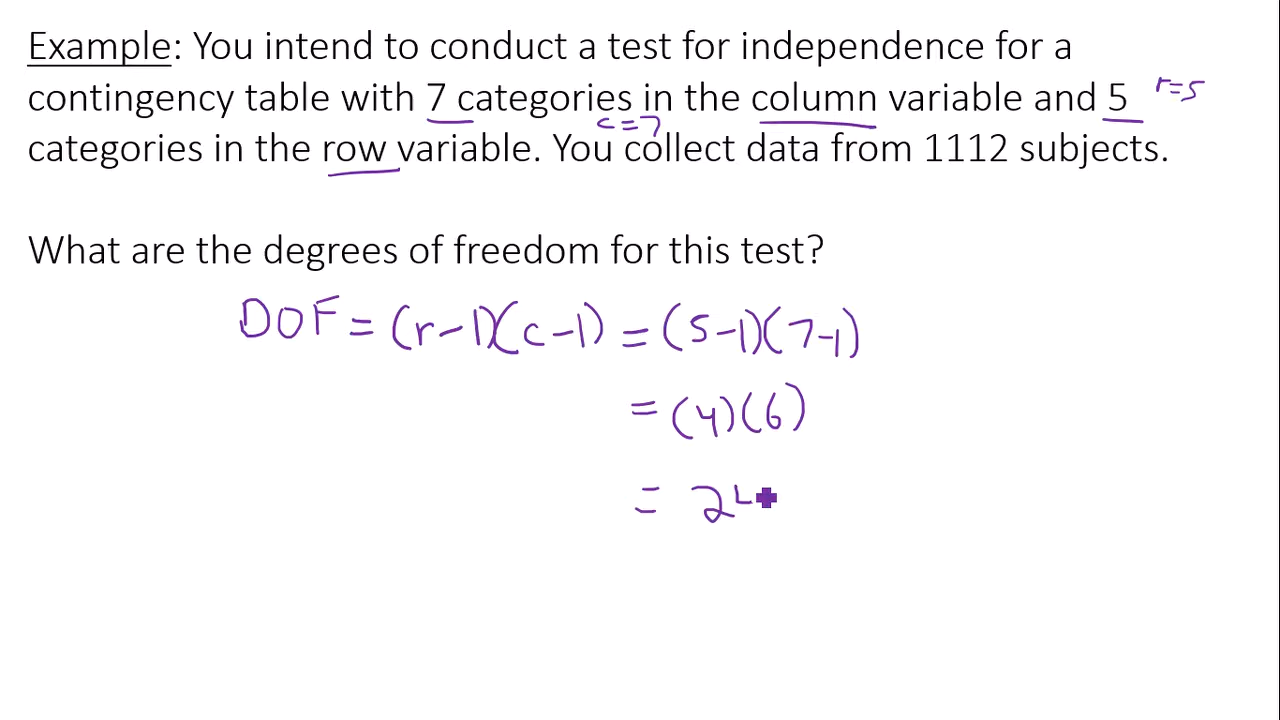 Example: You intend to conduct a test for independence for a
contingency table with 7 categories in the column variable and 5 r=5
c=7
categories in the row variable. You collect data from 1112 subjects.
What are the degrees of freedom for this test?
DOF = (r-1)(c-1) = (5-1)(7-1)
= (4)(6)
= 24